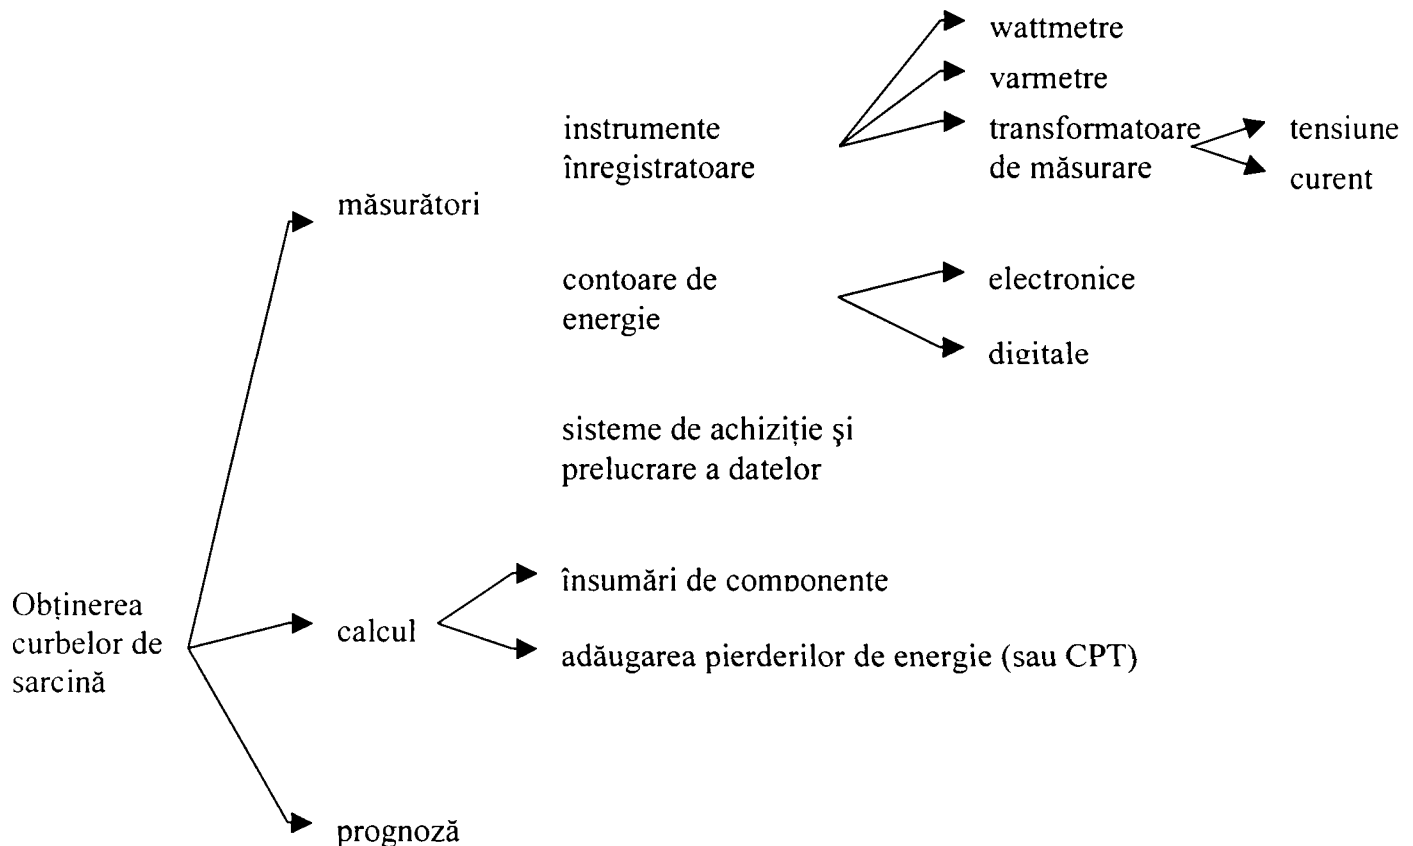 wattmetre
varmetre
instrumente
înregistratoare
transformatoare
de măsurare
tensiune
curent
măsurători
contoare de
energie
electronice
digitale
sisteme de achiziție şi
prelucrare a datelor
însumări de componente
Obținerea
curbelor de
sarcină
calcul
adăugarea pierderilor de energie (sau CPT)
prognoză